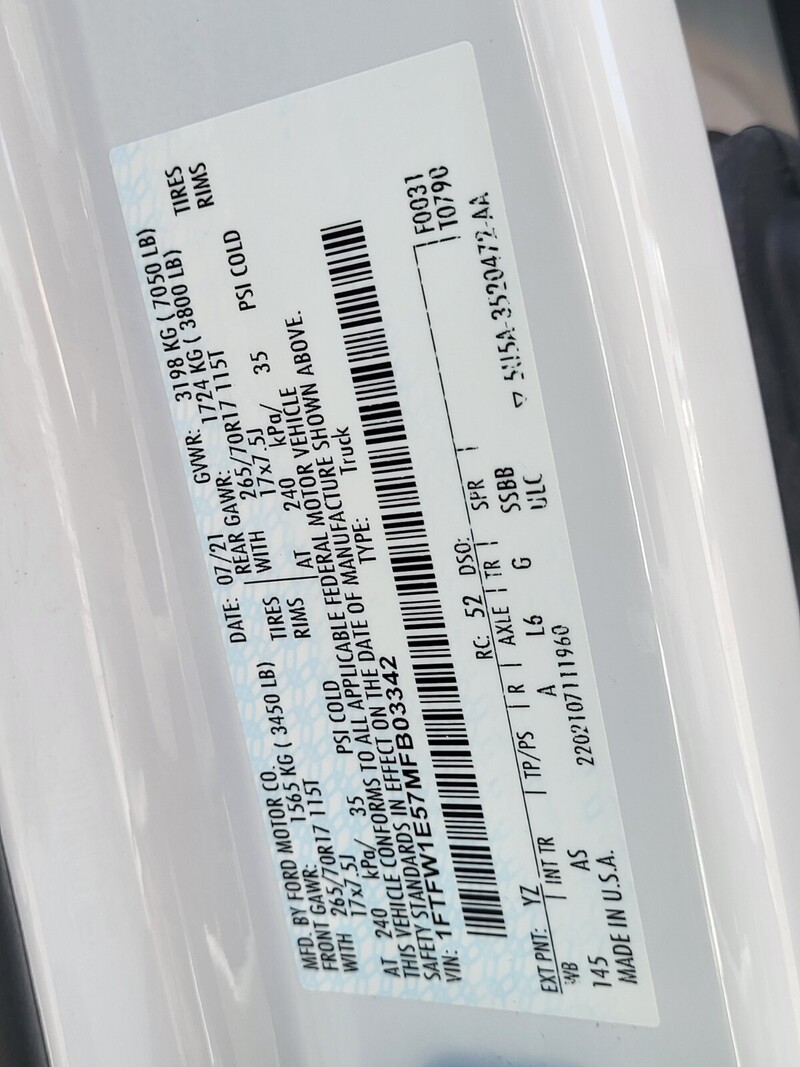 MFD. BY FORD MOTOR CO.
DATE: 07/21 GVWR: 3198 KG ( 7050 LB)
FRONT GAWR: 1565 KG ( 3450 LB) REAR GAWR: 1724 KG ( 3800 LB)
WITH 265/70R17 115T TIRES WITH 265/70R17 115T TIRES
17x7.5J RIMS 17x7.5J RIMS
AT 240 kPa/ 35 PSI COLD AT 240 kPa/ 35 PSI COLD
THIS VEHICLE CONFORMS TO ALL APPLICABLE FEDERAL MOTOR VEHICLE
SAFETY STANDARDS IN EFFECT ON THE DATE OF MANUFACTURE SHOWN ABOVE.
VIN: 1FTFW1E57MFB03342 TYPE: Truck
F0031
T0790
EXT PNT: YZ RC: 52 DSO:
WB INT TR TP/PS R AXLE TR SPR
145 AS A L6 G SSBB
ULC
MADE IN U.S.A. 2202107111960 5U5A-3520472-AA